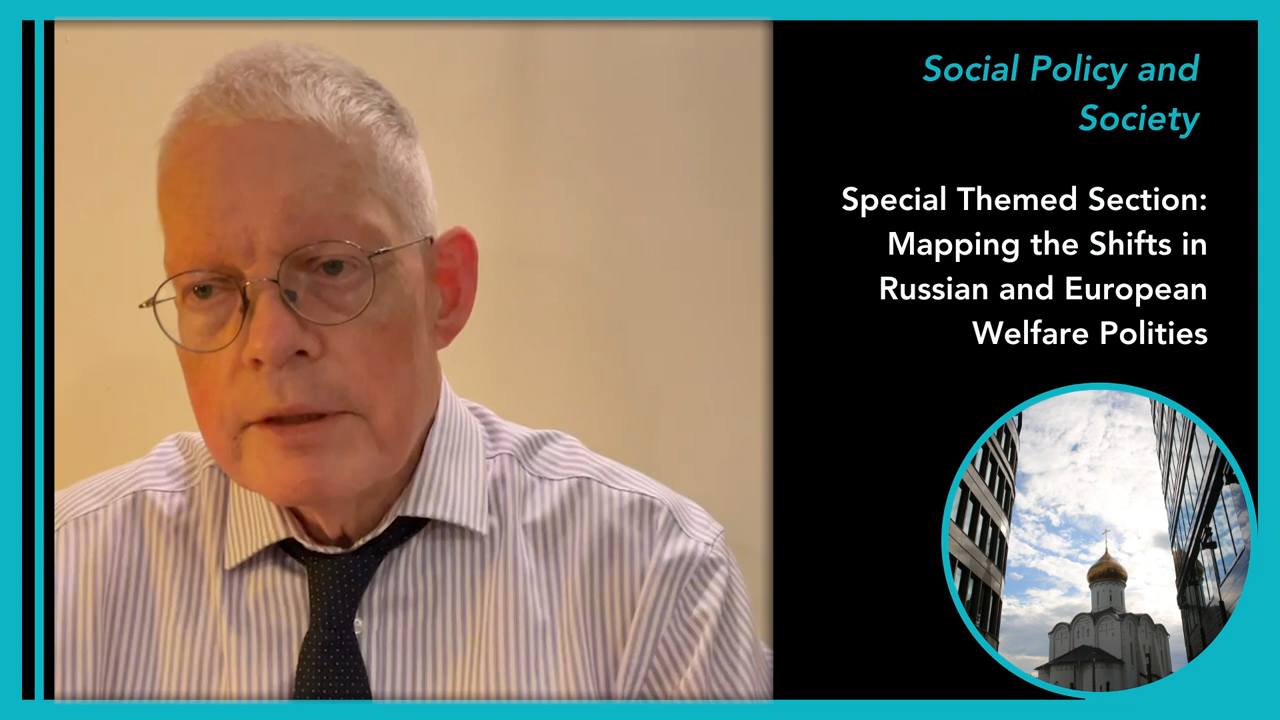 Social Policy and
Society
Special Themed Section:
Mapping the Shifts in
Russian and European
Welfare Polities